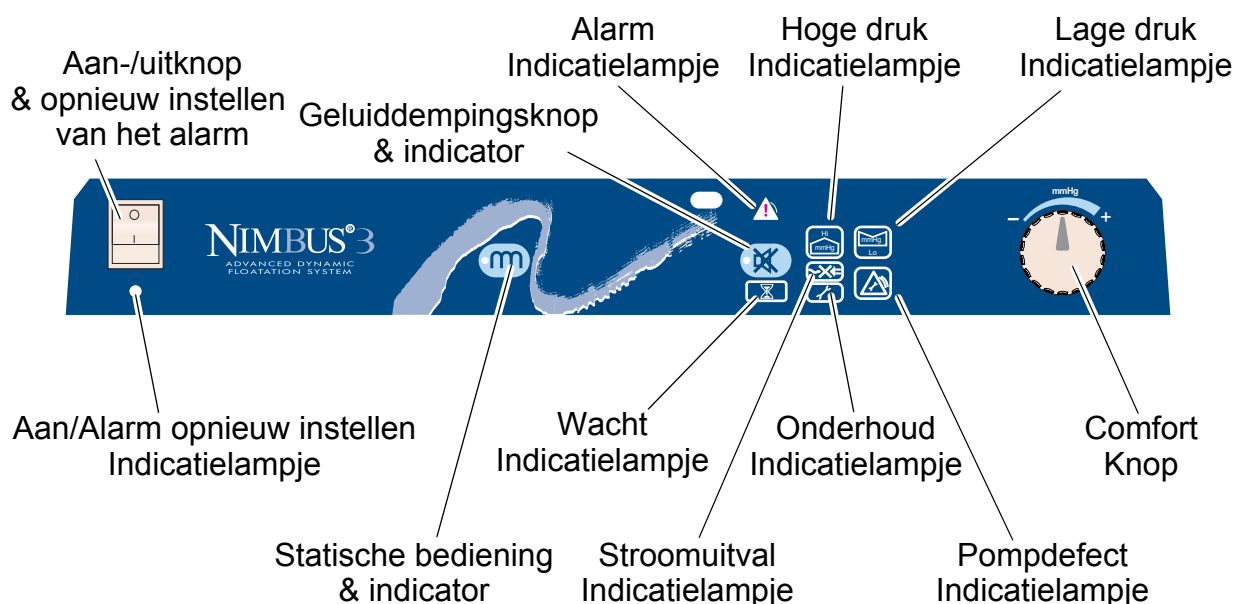 Alarm
Indicatielampje
Hoge druk
Indicatielampje
Lage druk
Indicatielampje
Aan-/uitknop
& opnieuw instellen
van het alarm
Geluiddempingsknop
& indicator
mmHg
– +
O
I
NIMBUS® 3
ADVANCED DYNAMIC
FLOATATION SYSTEM
!
Hi
mmHg
mmHg
Lo
Aan/Alarm opnieuw instellen
Indicatielampje
Wacht
Indicatielampje
Onderhoud
Indicatielampje
Comfort
Knop
Statische bediening
& indicator
Stroomuitval
Indicatielampje
Pompdefect
Indicatielampje